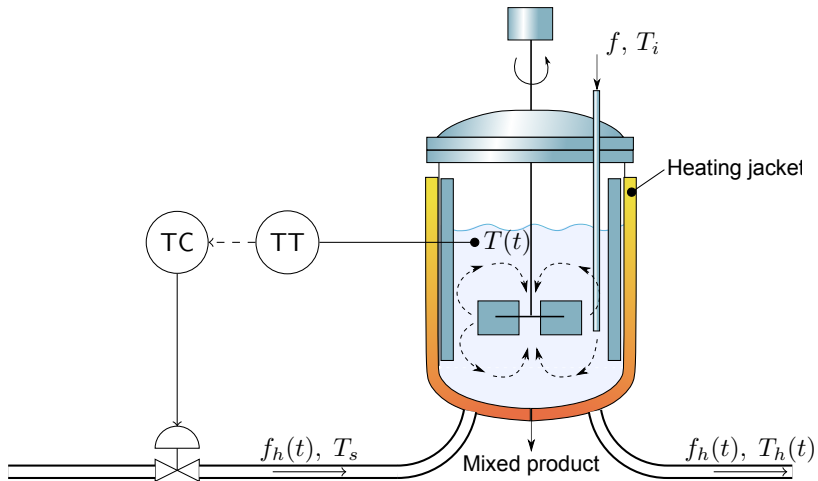 f, T_i
Heating jacket
TC
TT
T(t)
f_h(t), T_s
Mixed product
f_h(t), T_h(t)